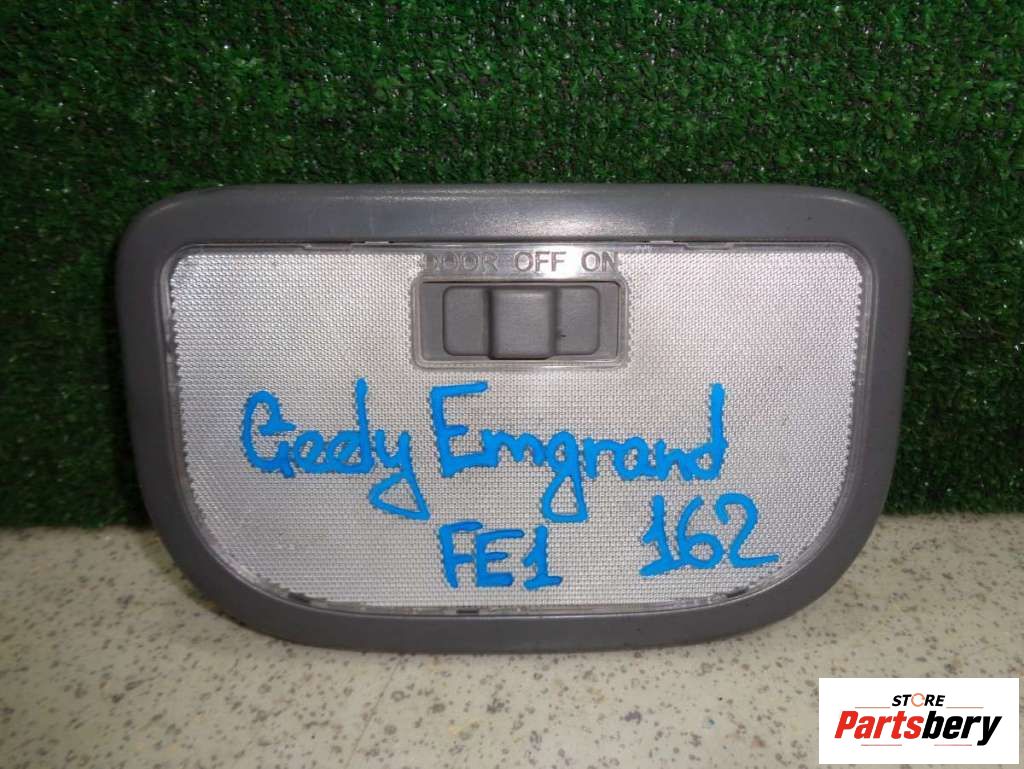 DOOR OFF ON
Geely Emgrand
FE1 162
STORE
Partsbery